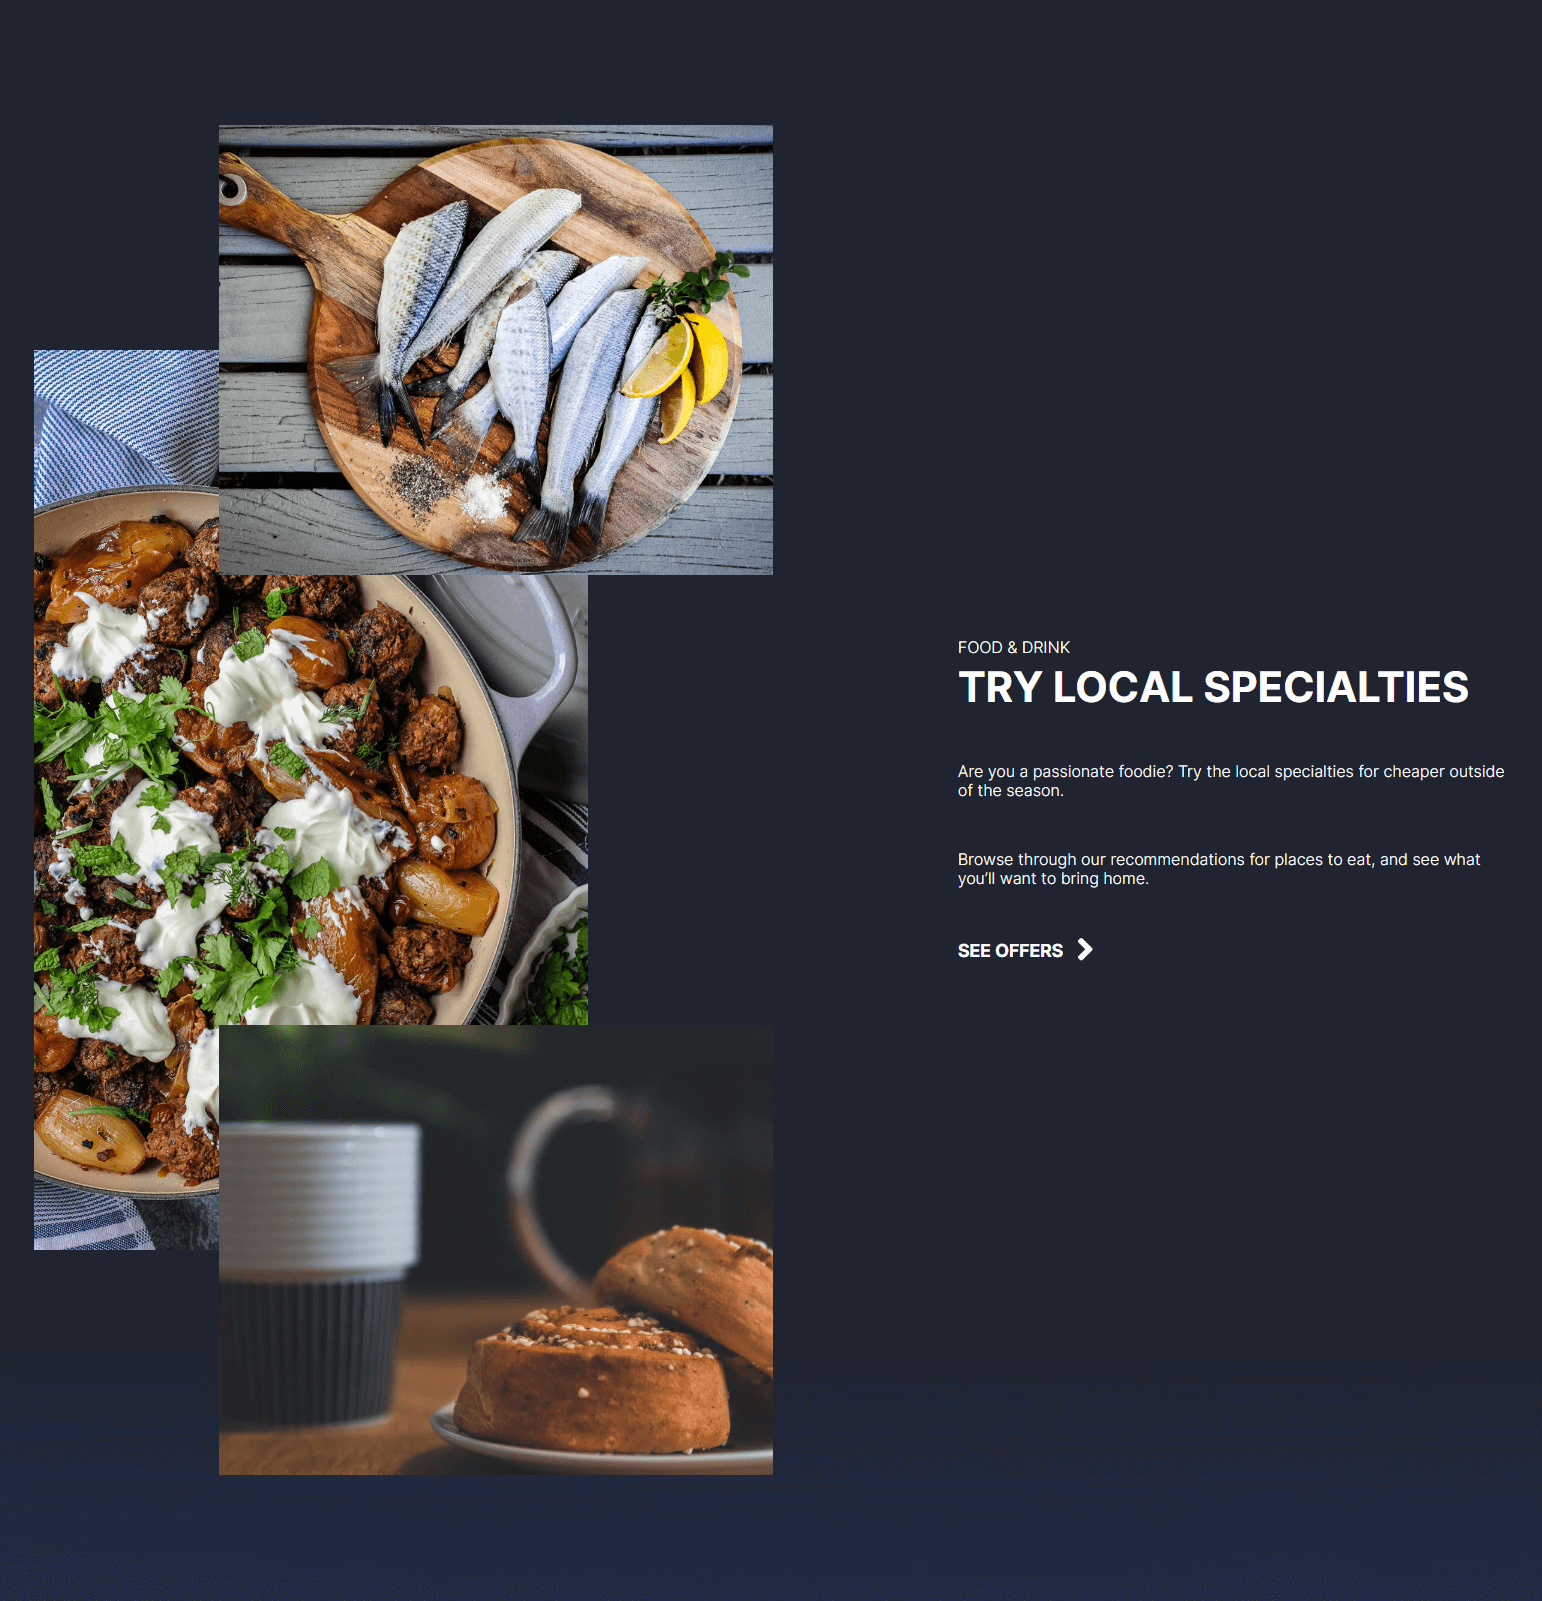 FOOD & DRINK
TRY LOCAL SPECIALTIES
Are you a passionate foodie? Try the local specialties for cheaper outside
of the season.
Browse through our recommendations for places to eat, and see what
you’ll want to bring home.
SEE OFFERS